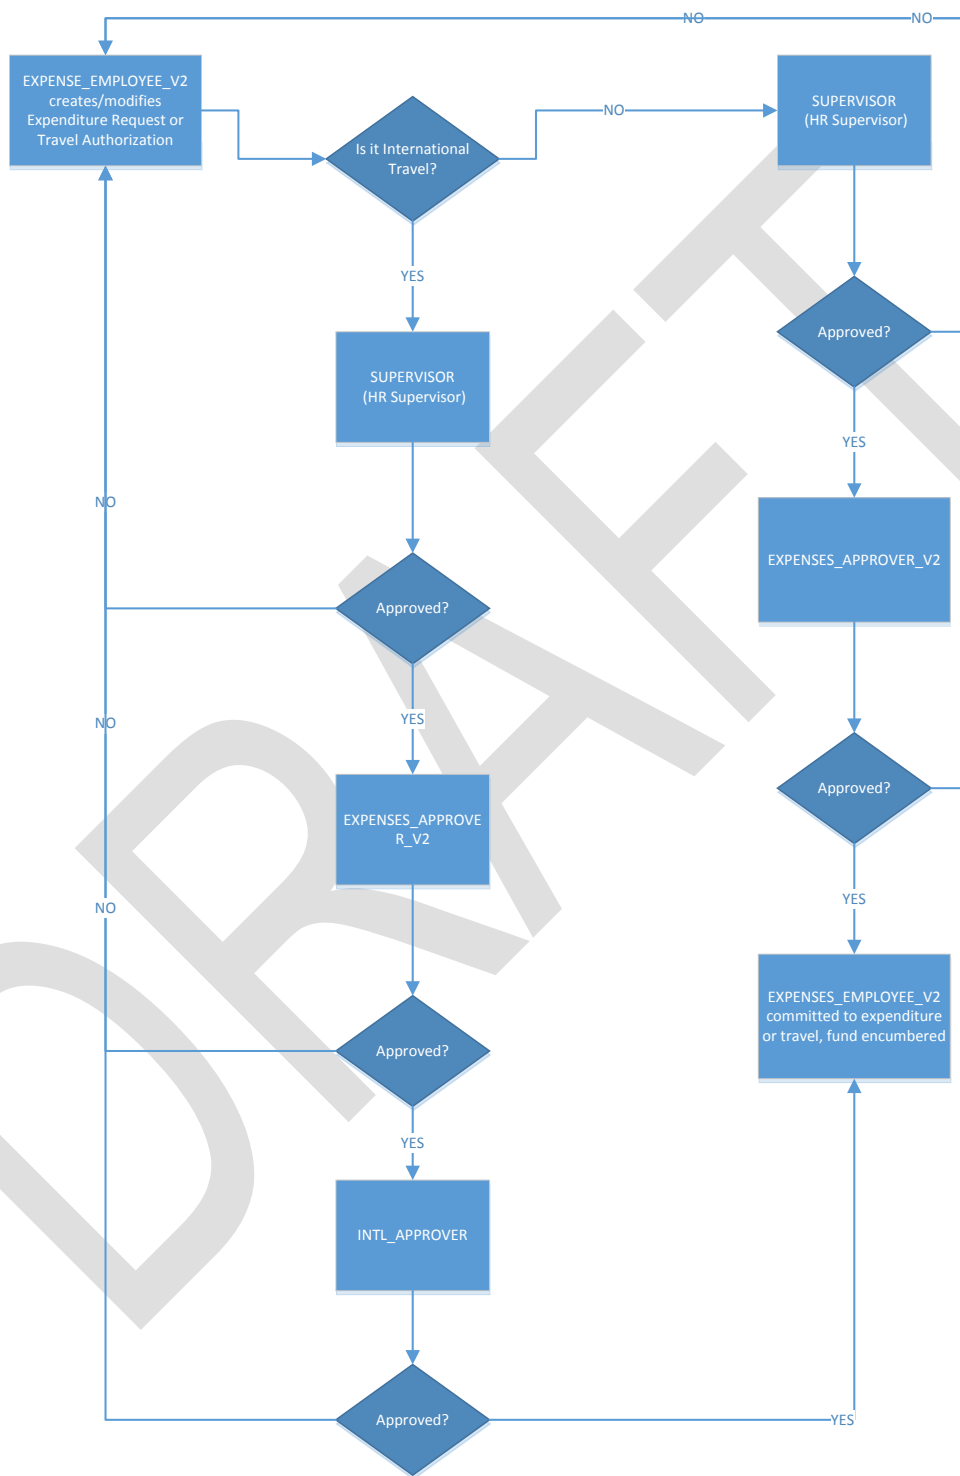 NO
NO
EXPENSE_EMPLOYEE_V2
creates/modifies
Expenditure Request or
Travel Authorization
Is it International
Travel?
NO
SUPERVISOR
(HR Supervisor)
YES
Approved?
SUPERVISOR
(HR Supervisor)
YES
NO
EXPENSES_APPROVER_V2
Approved?
YES
NO
Approved?
EXPENSES_APPROVE
R_V2
YES
NO
EXPENSES_EMPLOYEE_V2
committed to expenditure
or travel, fund encumbered
Approved?
YES
INTL_APPROVER
Approved?
YES
DRAFT